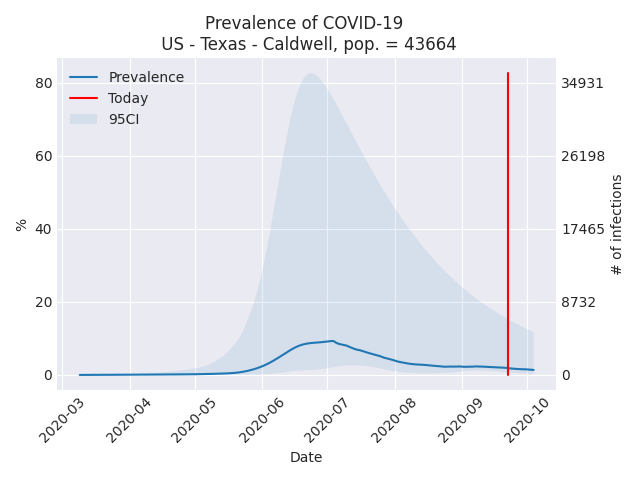 Prevalence of COVID-19
US - Texas - Caldwell, pop. = 43664
Prevalence
Today
95CI
80
60
40
20
0
%
34931
26198
17465
8732
0
# of infections
2020-03
2020-04
2020-05
2020-06
2020-07
2020-08
2020-09
2020-10
Date